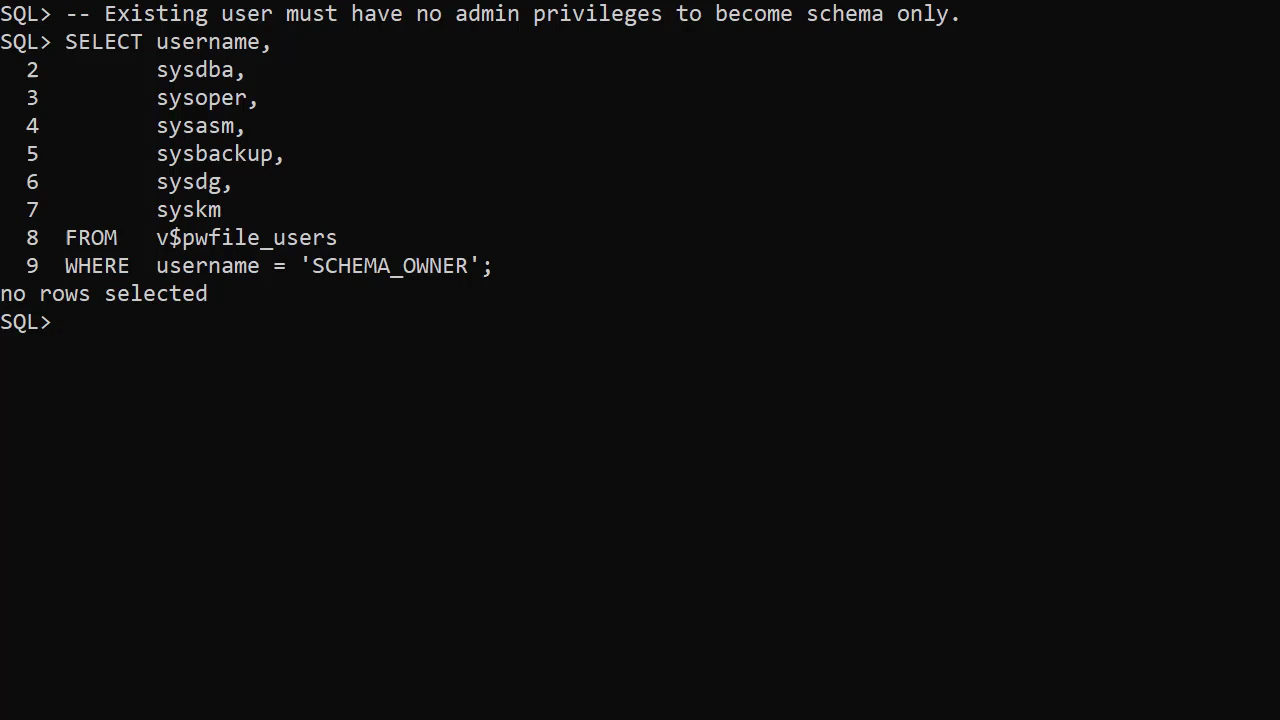 SQL> -- Existing user must have no admin privileges to become schema only.
SQL> SELECT username,
  2         sysdba,
  3         sysoper,
  4         sysasm,
  5         sysbackup,
  6         sysdg,
  7         syskm
  8  FROM   v$pwfile_users
  9  WHERE  username = 'SCHEMA_OWNER';
no rows selected
SQL>